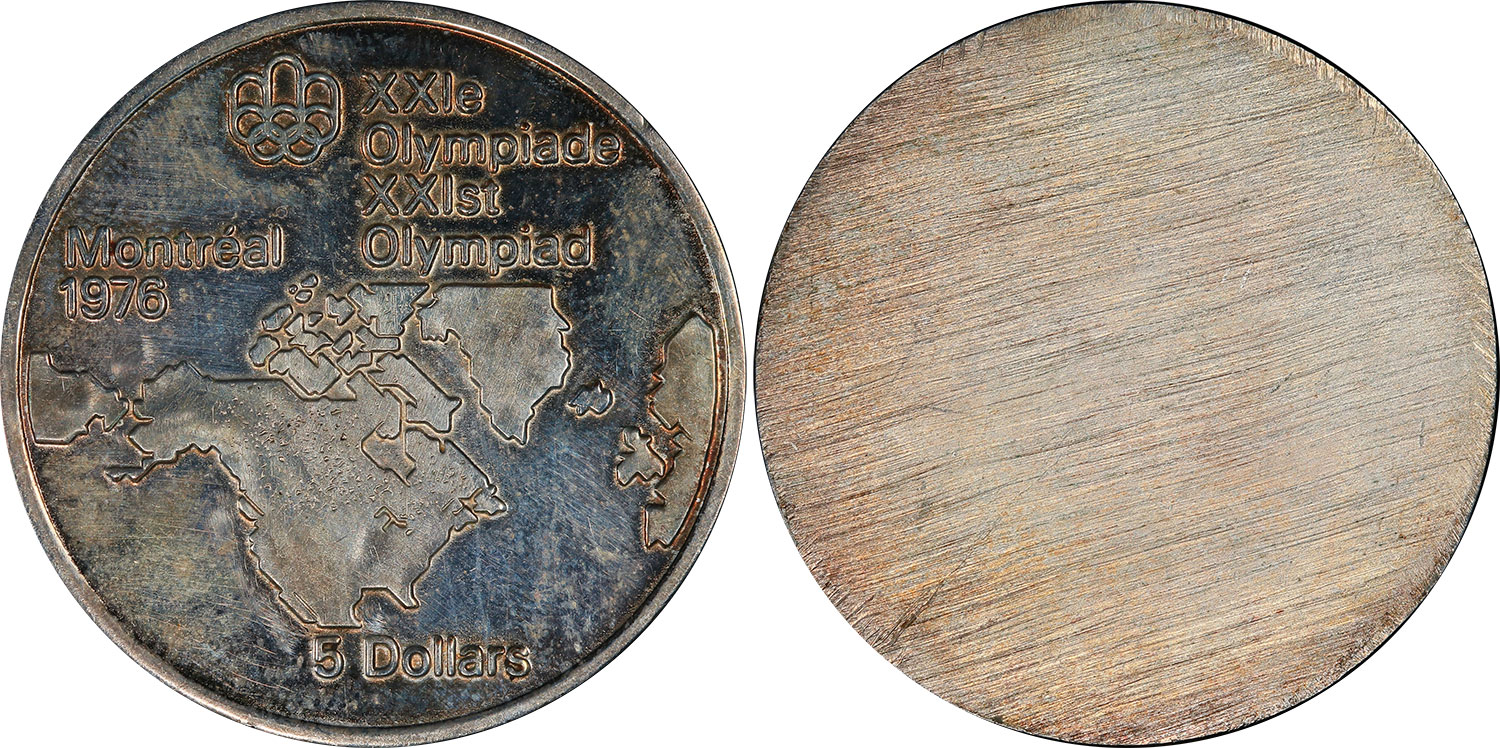 XXIe
Olympiade
XXIst
Olympiad
Montréal
1976
5 Dollars